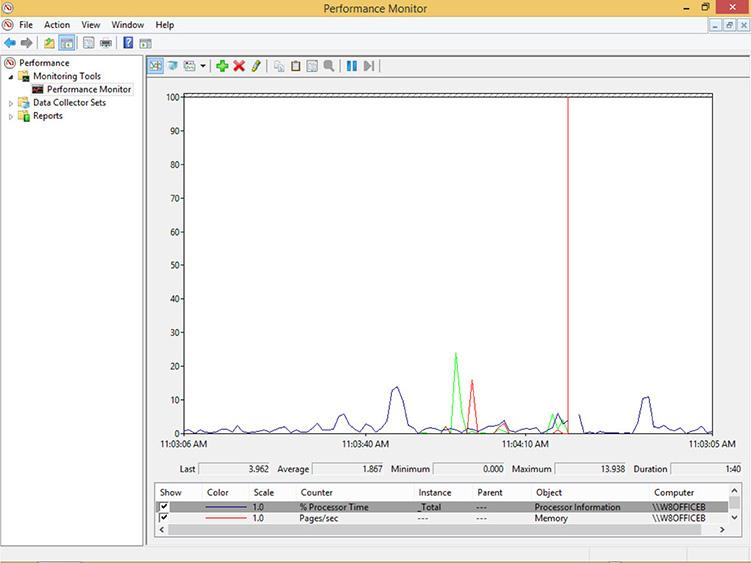 Performance Monitor
File Action View Window Help
Performance
Monitoring Tools
Performance Monitor
Data Collector Sets
Reports
100
90
80
70
60
50
40
30
20
10
0
11:03:06 AM 11:03:40 AM 11:04:10 AM 11:03:05 AM
Last 3.962 Average 1.867 Minimum 0.000 Maximum 13.938 Duration 1:40
Show Color Scale Counter Instance Parent Object Computer
1.0 % Processor Time _Total --- Processor Information \\W8OFFICEB
1.0 Pages/sec --- --- Memory \\W8OFFICEB